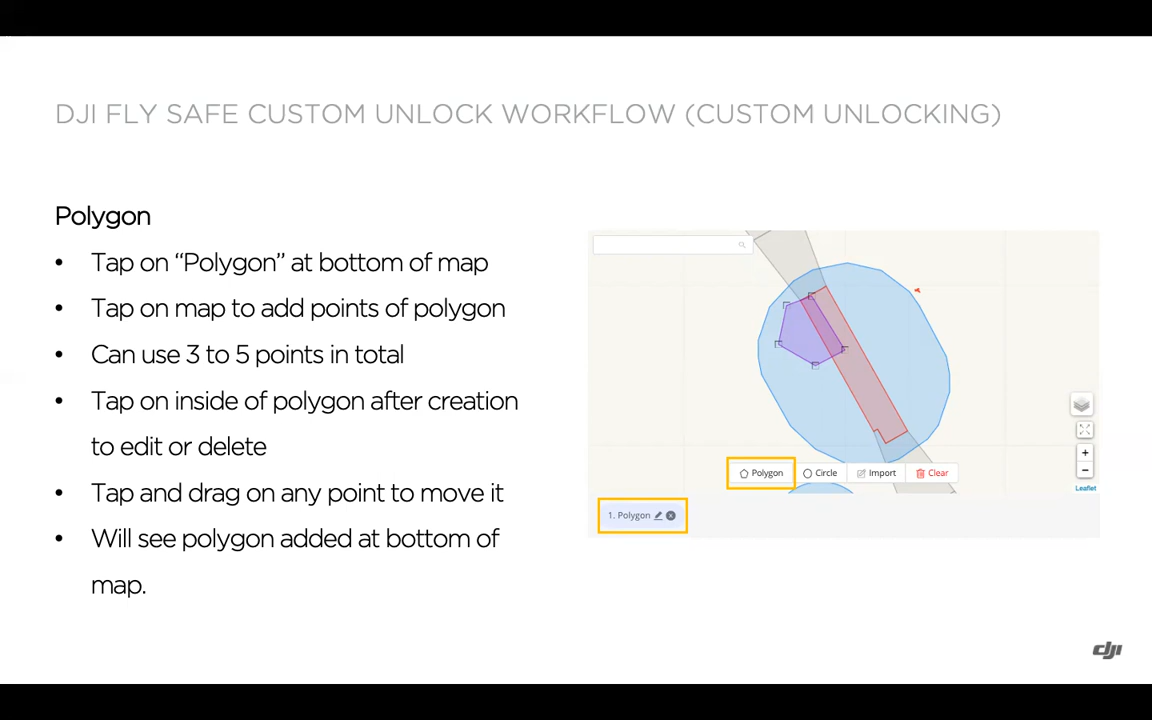 DJI FLY SAFE CUSTOM UNLOCK WORKFLOW (CUSTOM UNLOCKING)
Polygon
• Tap on “Polygon” at bottom of map
• Tap on map to add points of polygon
• Can use 3 to 5 points in total
• Tap on inside of polygon after creation
to edit or delete
• Tap and drag on any point to move it
• Will see polygon added at bottom of
map.
+
−
Polygon Circle Import Clear
Leaflet
1. Polygon
dji